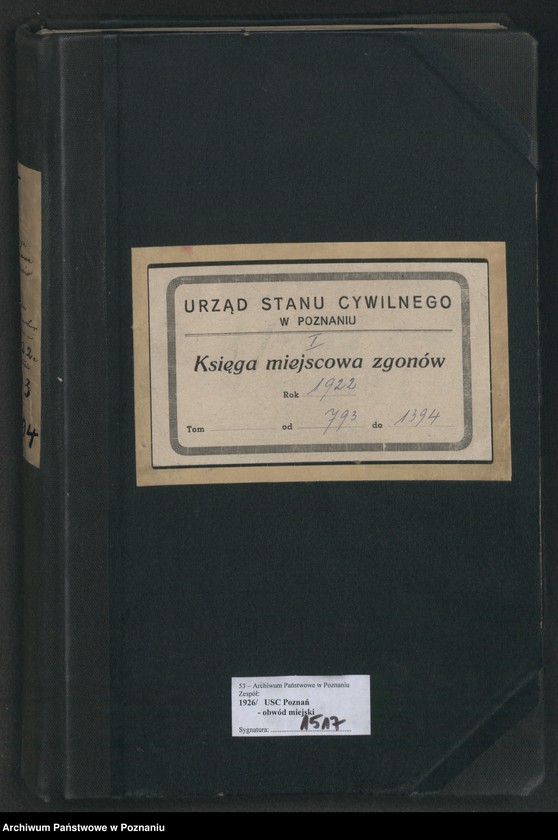 URZĄD STANU CYWILNEGO
W POZNANIU
I
Księga miejscowa zgonów
Rok 1922
Tom od 793 do 1394
53 – Archiwum Państwowe w Poznaniu
Zespół:
1926/ USC Poznań
- obwód miejski
Sygnatura: 1517
Archiwum Państwowe w Poznaniu